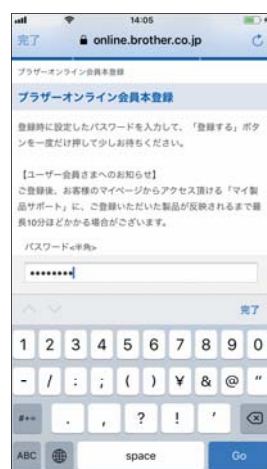 14:05
完了 online.brother.co.jp
ブラザーオンライン会員本登録
ブラザーオンライン会員本登録
登録時に設定したパスワードを入力して、「登録する」ボタ
ンを一度だけ押して少しお待ちください。
【ユーザー会員さまへのお知らせ】
ご登録後、お客様のマイページからアクセス頂ける「マイ製
品サポート」に、ご登録いただいた製品が反映されるまで最
長10分ほどかかる場合がございます。
パスワード<半角>
••••••••
完了
1 2 3 4 5 6 7 8 9 0
- / : ; ( ) ¥ & @ "
#+= . , ? ! '
ABC space Go